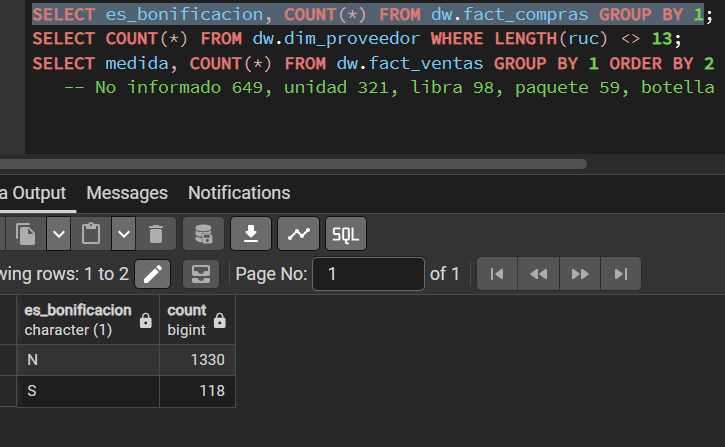 SELECT es_bonificacion, COUNT(*) FROM dw.fact_compras GROUP BY 1;
SELECT COUNT(*) FROM dw.dim_proveedor WHERE LENGTH(ruc) <> 13;
SELECT medida, COUNT(*) FROM dw.fact_ventas GROUP BY 1 ORDER BY 2
-- No informado 649, unidad 321, libra 98, paquete 59, botella
a Output Messages Notifications
SQL
wing rows: 1 to 2 Page No: 1 of 1
es_bonificacion count
character (1) bigint
N 1330
S 118